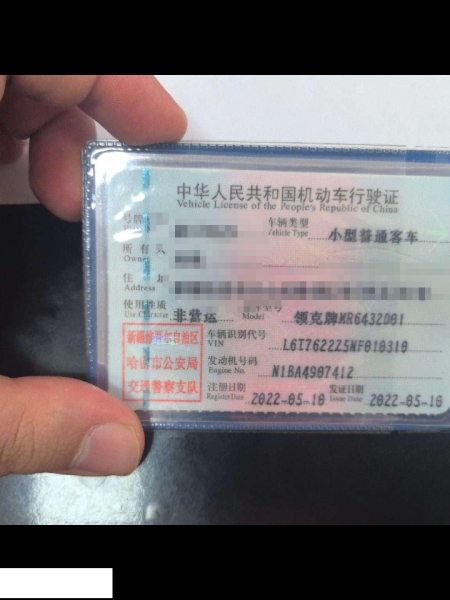 中华人民共和国机动车行驶证
Vehicle License of the People's Republic of China
号牌
车辆类型 小型普通客车
Vehicle Type
所有人
Owner
住
Address
使用性质 非营运
Use Character
Model 领克牌MR6432D01
车辆识别代号
VIN L6T7622Z5NF010310
发动机号码
Engine No. N1BA4907412
新疆维吾尔自治区
哈密市公安局
交通警察支队
注册日期
Register Date 2022-05-10
发证日期
Issue Date 2022-05-10